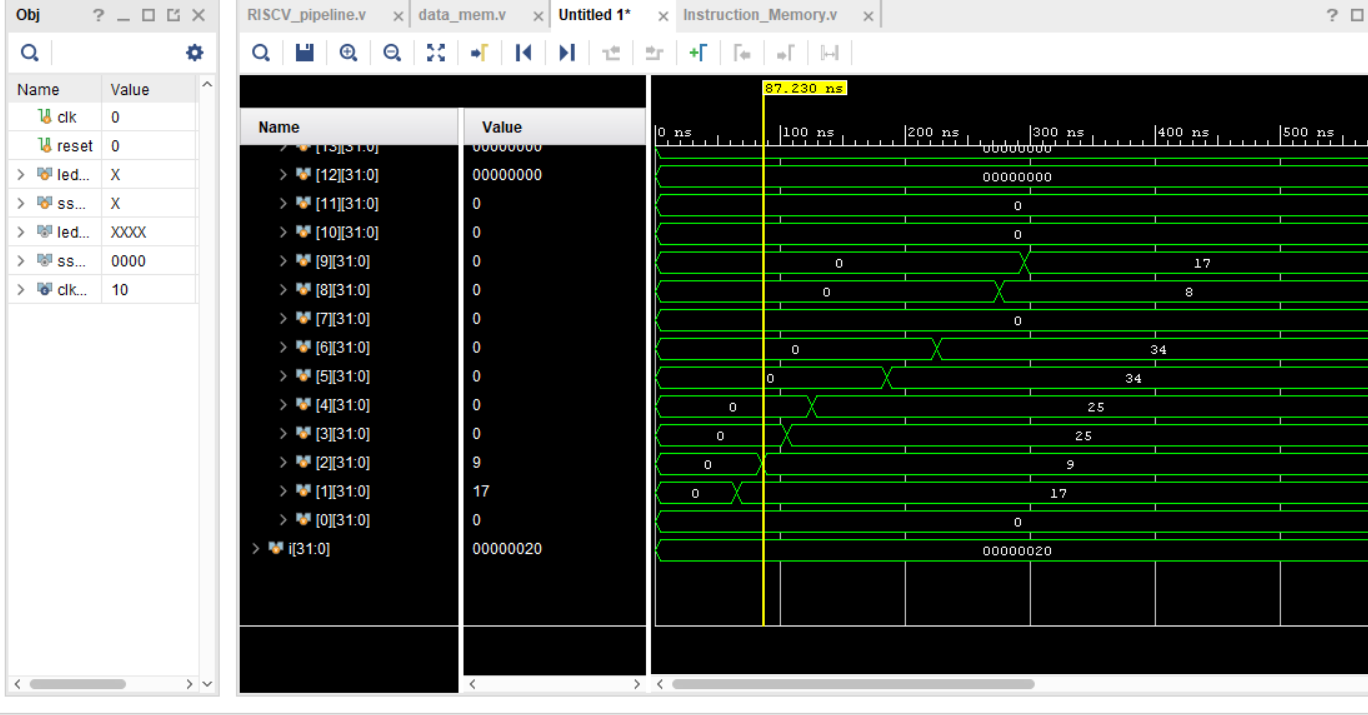 Obj ? RISCV_pipeline.v data_mem.v Untitled 1* Instruction_Memory.v ?
Name Value
clk 0
reset 0
led... X
ss... X
led... XXXX
ss... 0000
clk... 10
87.230 ns
Name Value 0 ns 100 ns 200 ns 300 ns 400 ns 500 ns
[13][31:0] 00000000 00000000
[12][31:0] 00000000 00000000
[11][31:0] 0 0
[10][31:0] 0 0
[9][31:0] 0 0 17
[8][31:0] 0 0 8
[7][31:0] 0 0
[6][31:0] 0 0 34
[5][31:0] 0 0 34
[4][31:0] 0 0 25
[3][31:0] 0 0 25
[2][31:0] 9 0 9
[1][31:0] 17 0 17
[0][31:0] 0 0
i[31:0] 00000020 00000020